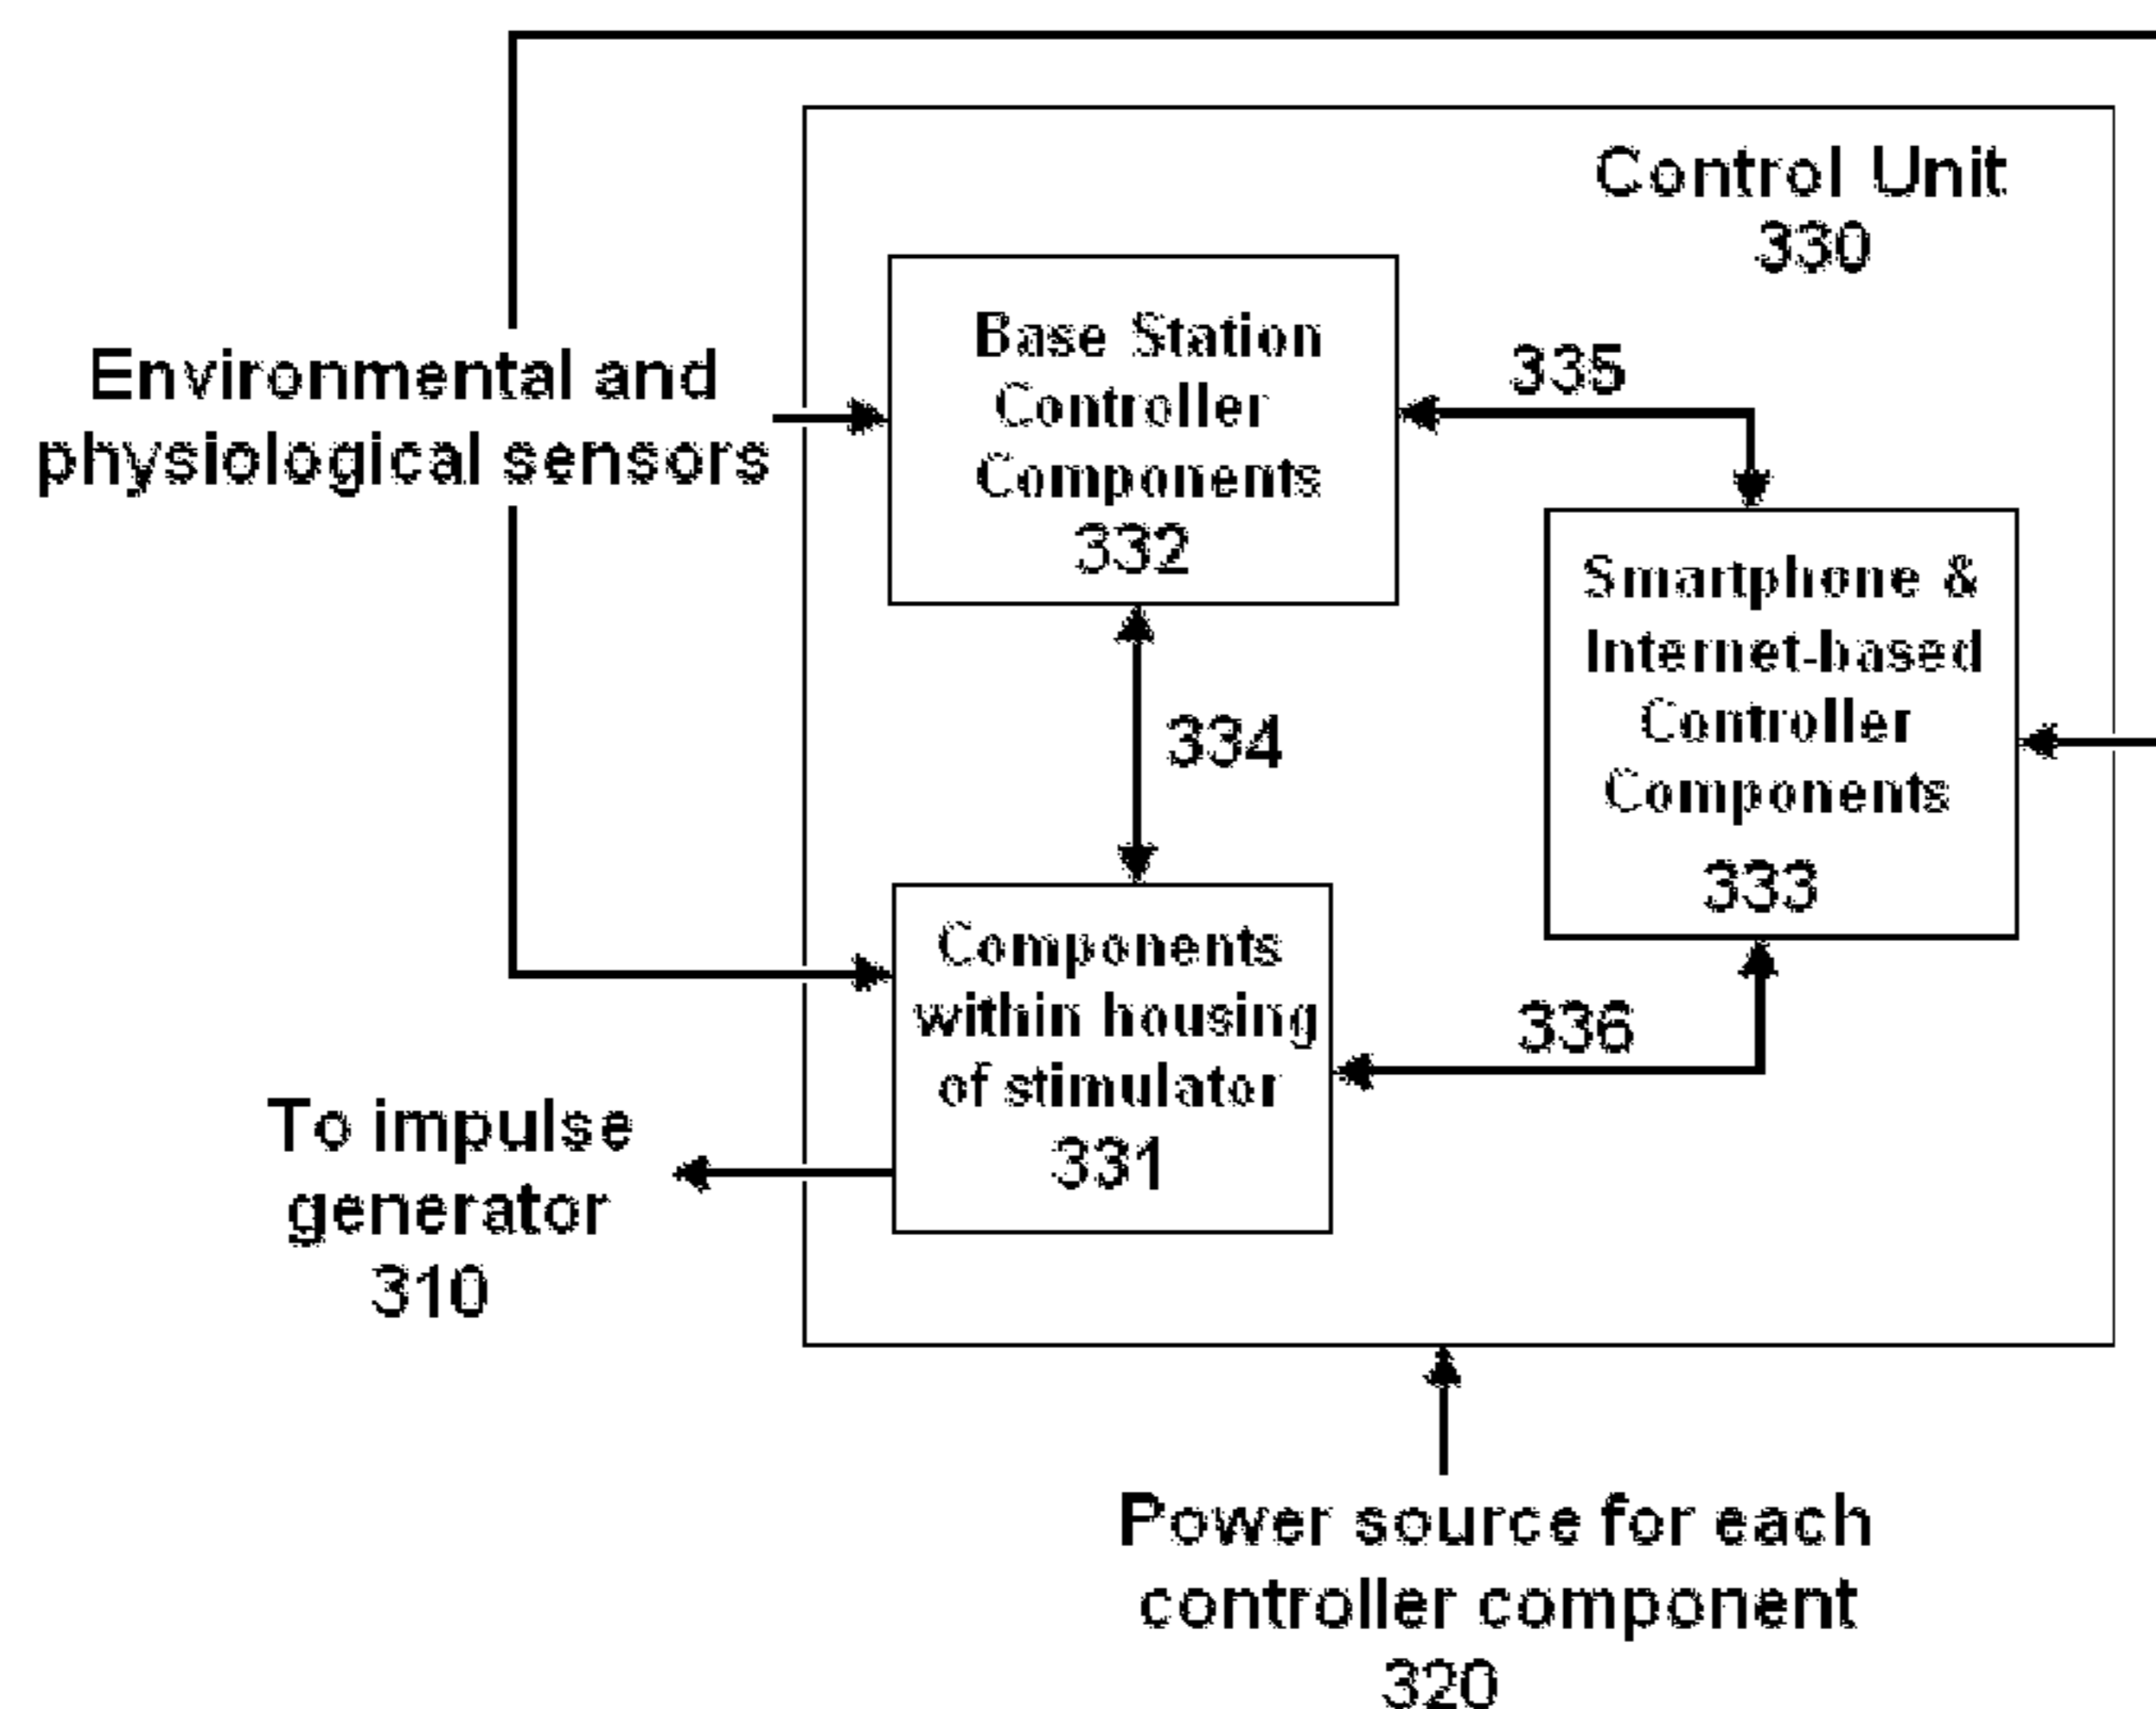 Control Unit
330
Base Station
Controller
Components
332
335
Environmental and
physiological sensors
Smartphone &
Internet-based
Controller
Components
333
334
Components
within housing
of stimulator
331
336
To impulse
generator
310
Power source for each
controller component
320